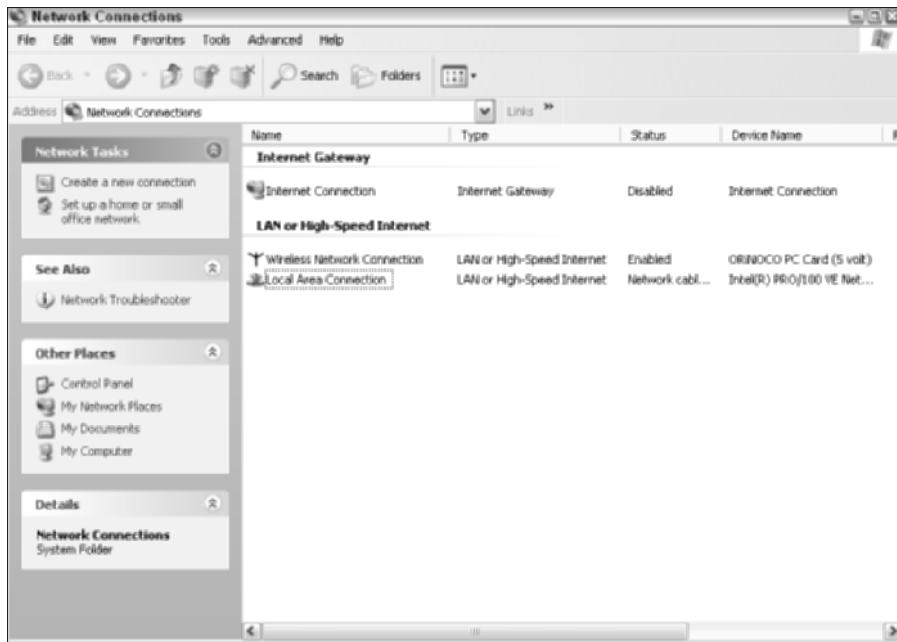 Network Connections
File Edit View Favorites Tools Advanced Help
Back Search Folders
Address Network Connections Links »
Network Tasks
Create a new connection
Set up a home or small
office network
See Also
Network Troubleshooter
Other Places
Control Panel
My Network Places
My Documents
My Computer
Details
Network Connections
System Folder
Name Type Status Device Name
Internet Gateway
Internet Connection Internet Gateway Disabled Internet Connection
LAN or High-Speed Internet
Wireless Network Connection LAN or High-Speed Internet Enabled ORiNOCO PC Card (5 volt)
Local Area Connection LAN or High-Speed Internet Network cabl... Intel(R) PRO/100 VE Net...